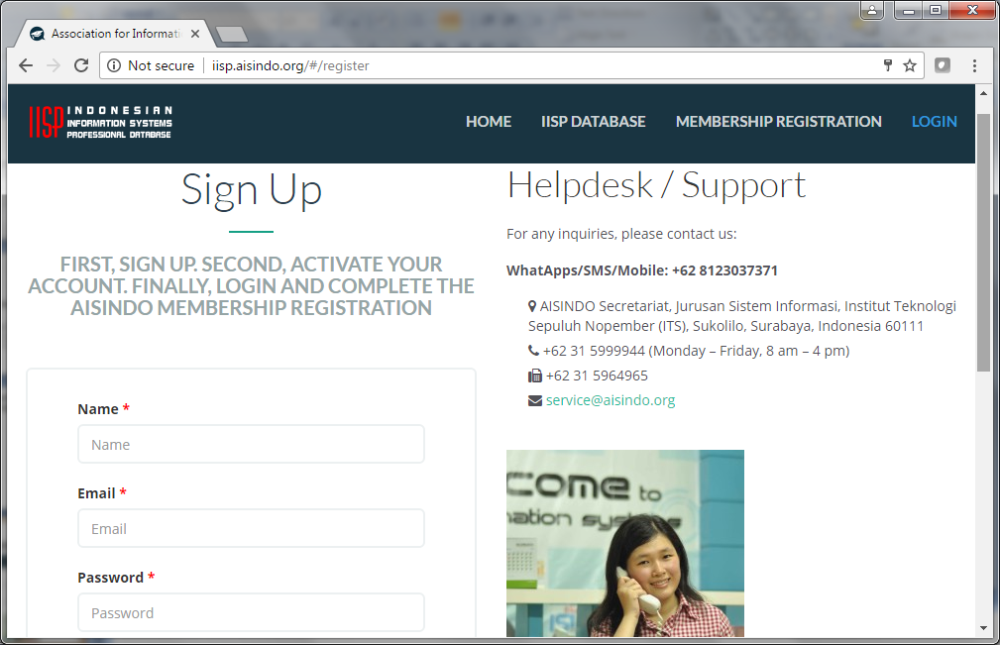 Association for Informati
Not secure
iisp.aisindo.org/#/register
IISP
INDONESIAN
INFORMATION SYSTEMS
PROFESSIONAL DATABASE
HOME
IISP DATABASE
MEMBERSHIP REGISTRATION
LOGIN
Sign Up
FIRST, SIGN UP. SECOND, ACTIVATE YOUR
ACCOUNT. FINALLY, LOGIN AND COMPLETE THE
AISINDO MEMBERSHIP REGISTRATION
Name *
Name
Email *
Email
Password *
Password
Helpdesk / Support
For any inquiries, please contact us:
WhatApps/SMS/Mobile: +62 8123037371
AISINDO Secretariat, Jurusan Sistem Informasi, Institut Teknologi
Sepuluh Nopember (ITS), Sukolilo, Surabaya, Indonesia 60111
+62 31 5999944 (Monday – Friday, 8 am – 4 pm)
+62 31 5964965
service@aisindo.org
COME to
mation systems